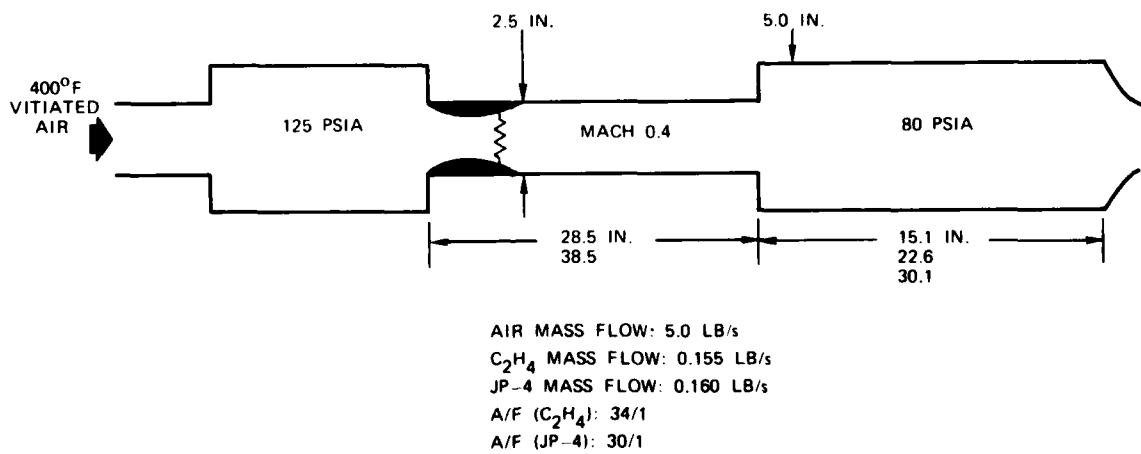 2.5 IN.
5.0 IN.
400°F
VITIATED
AIR
125 PSIA
MACH 0.4
80 PSIA
28.5 IN.
38.5
15.1 IN.
22.6
30.1
AIR MASS FLOW: 5.0 LB/s
C₂H₄ MASS FLOW: 0.155 LB/s
JP-4 MASS FLOW: 0.160 LB/s
A/F (C₂H₄): 34/1
A/F (JP-4): 30/1